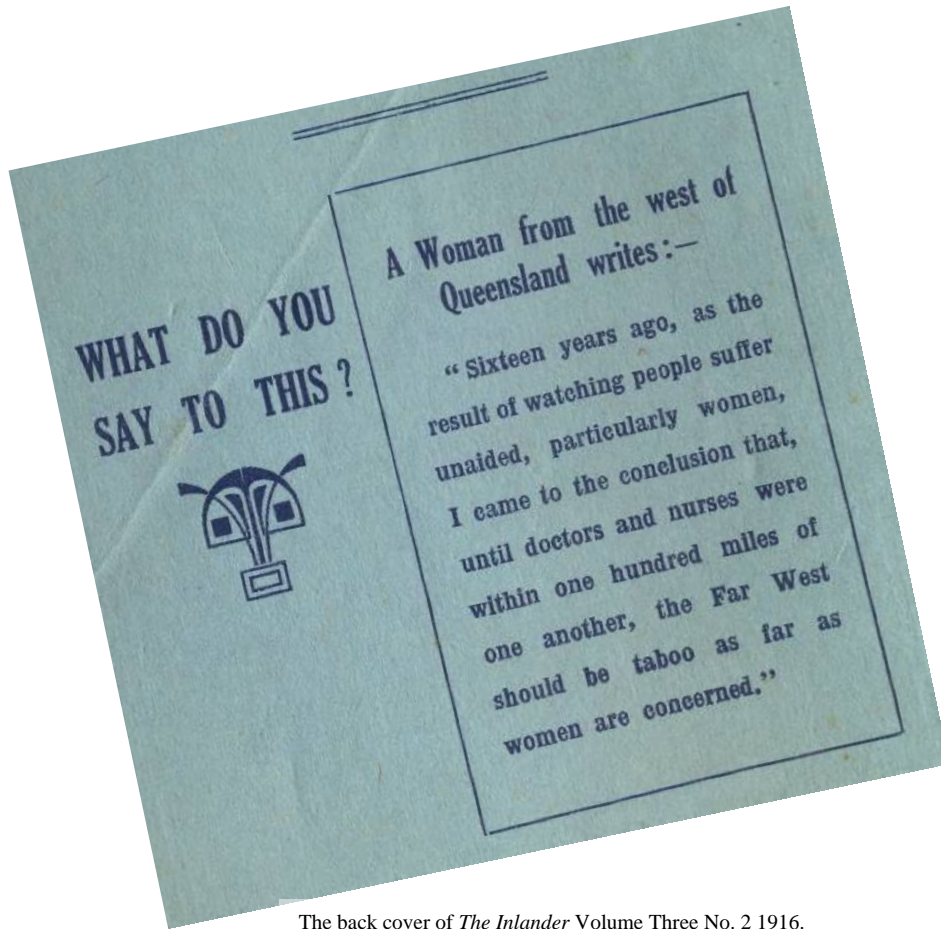 WHAT DO YOU
SAY TO THIS ?
A Woman from the west of
Queensland writes :—
“ Sixteen years ago, as the
result of watching people suffer
unaided, particularly women,
I came to the conclusion that,
until doctors and nurses were
within one hundred miles of
one another, the Far West
should be taboo as far as
women are concerned.”
The back cover of The Inlander Volume Three No. 2 1916.